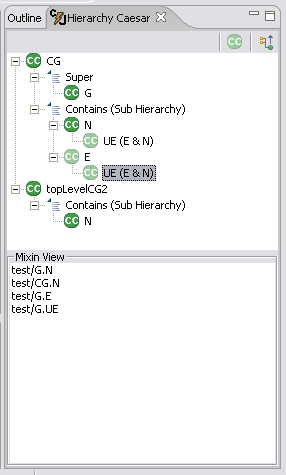 Outline
Hierarchy Caesar
CC
CC CG
Super
CC G
Contains (Sub Hierarchy)
CC N
CC UE (E & N)
CC E
CC UE (E & N)
CC topLevelCG2
Contains (Sub Hierarchy)
CC N
Mixin View
test/G.N
test/CG.N
test/G.E
test/G.UE